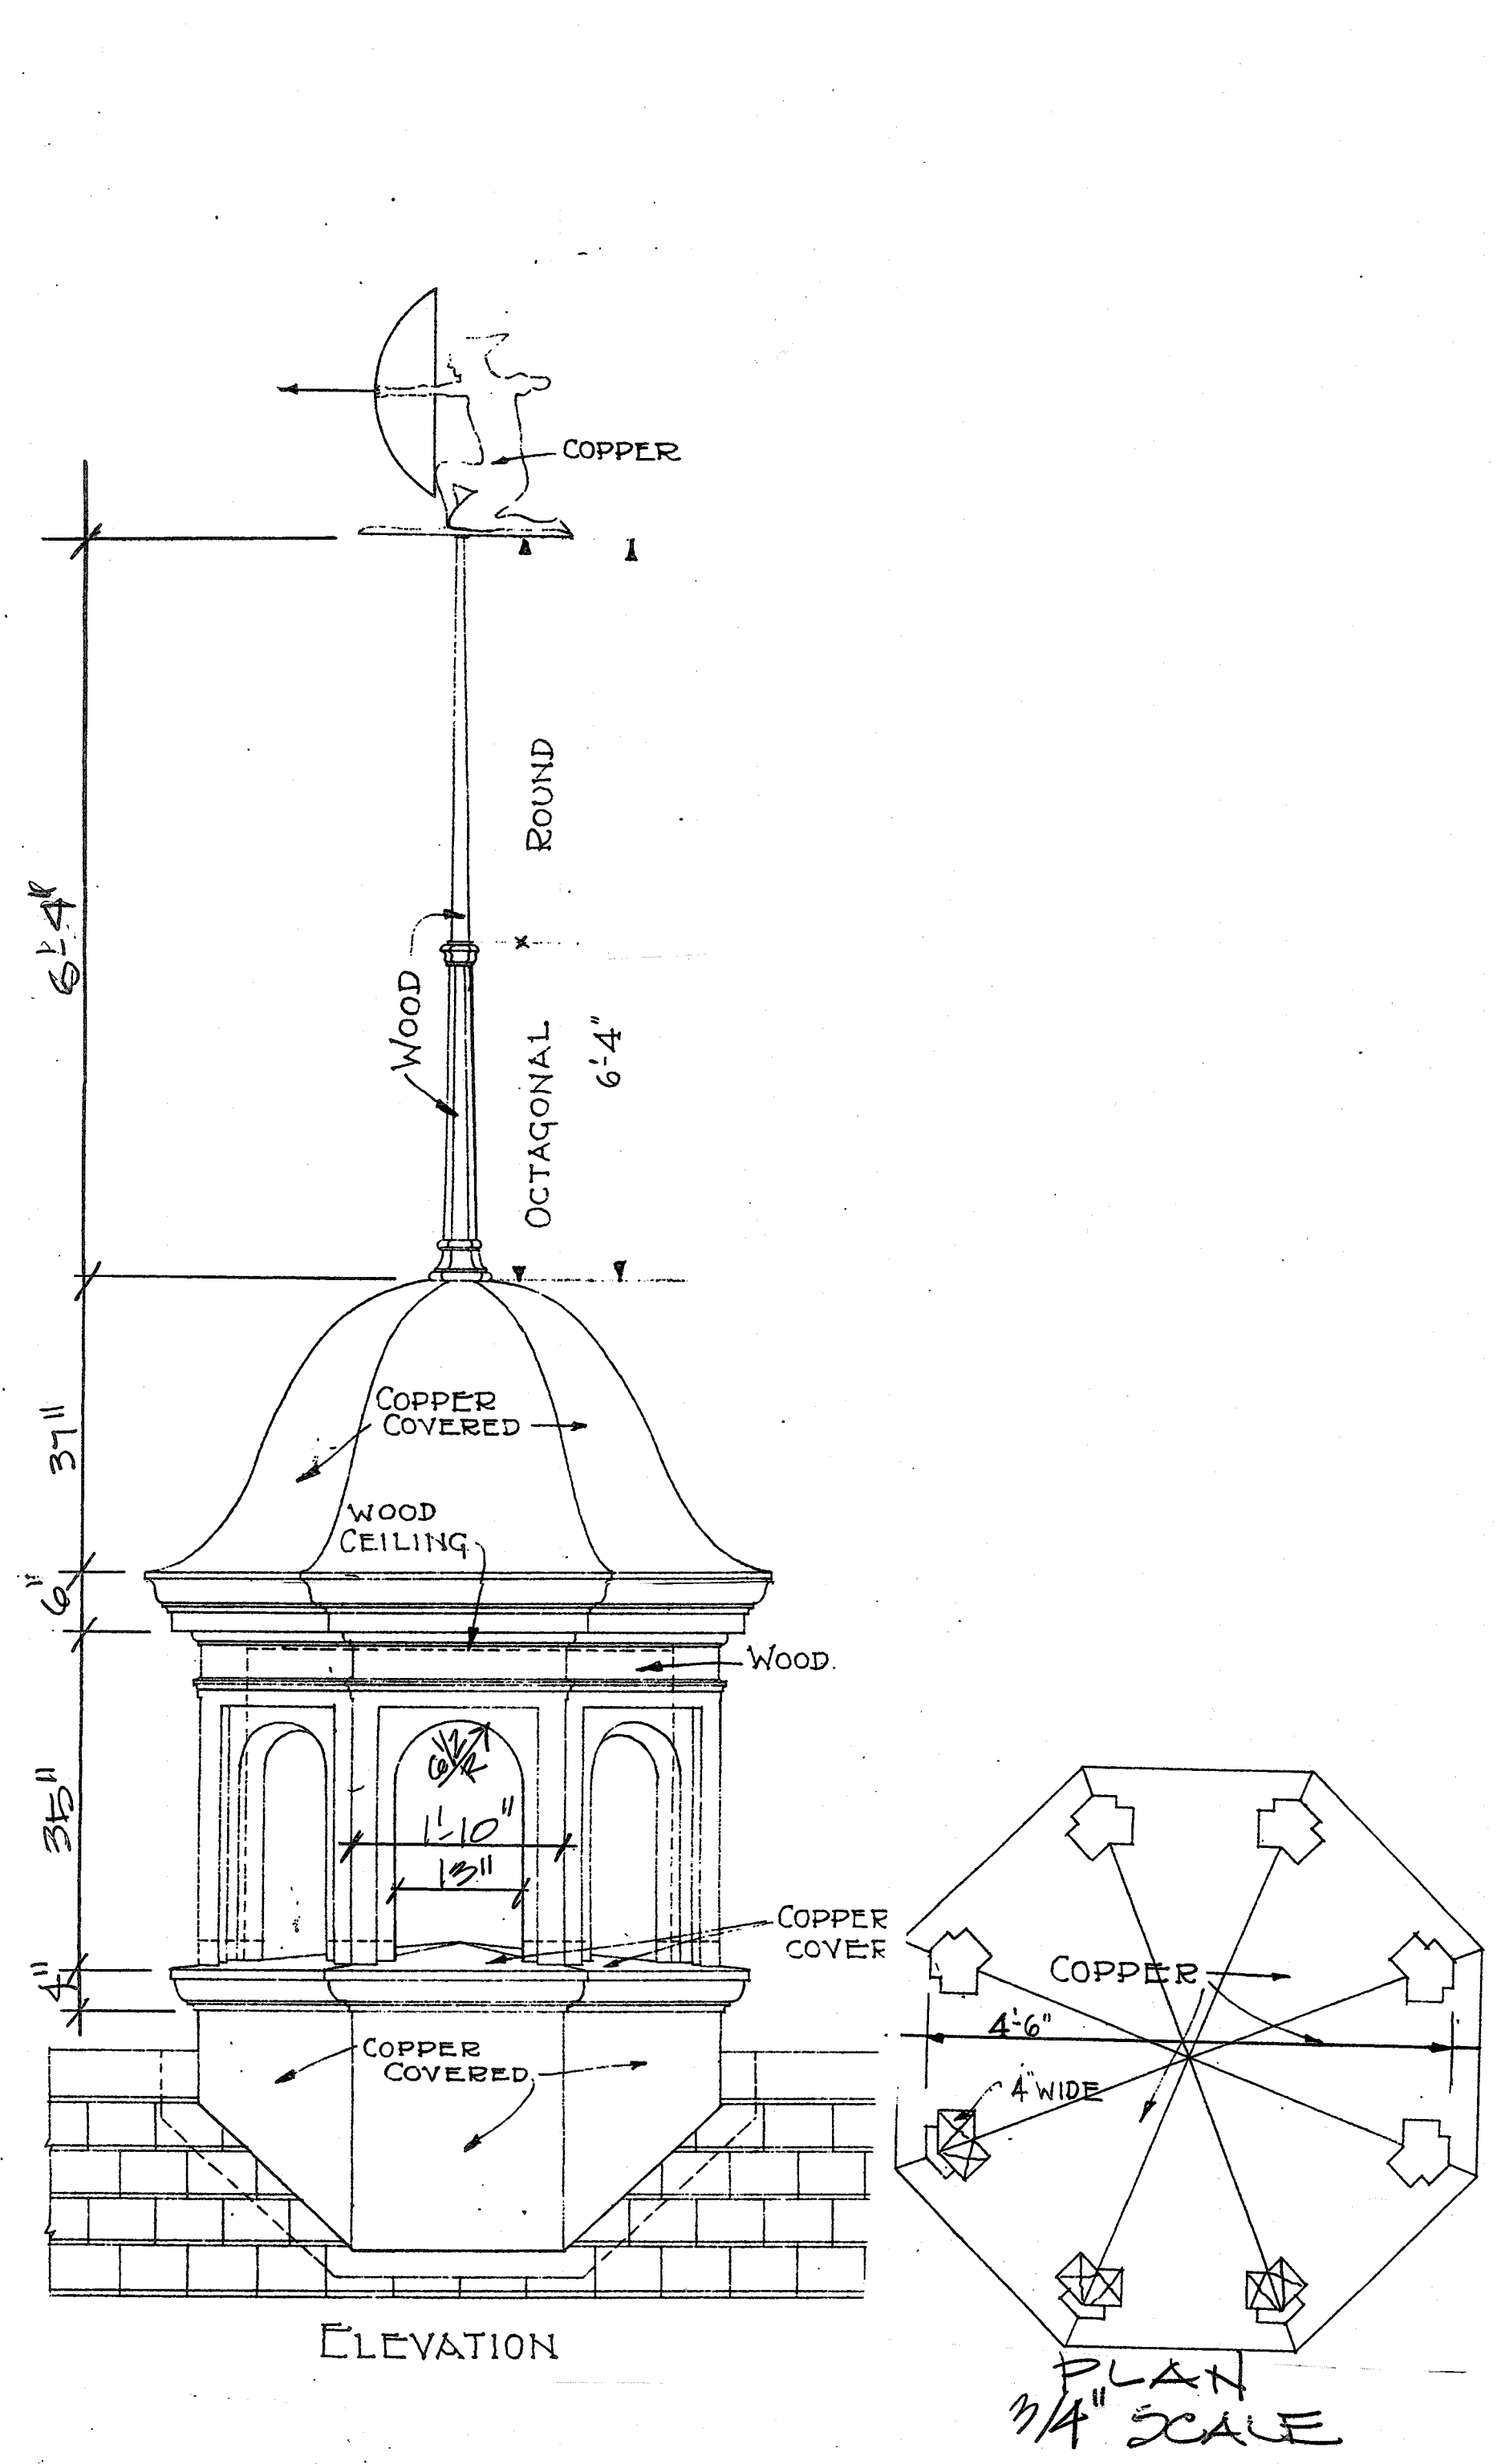 COPPER
ROUND
6'-4"
WOOD
OCTAGONAL
6'-4"
COPPER
COVERED
37"
WOOD
CEILING
6"
WOOD.
6 1/2 R
35"
1'-10"
13"
COPPER
COVER
4"
COPPER
COVERED
COPPER
4'-6"
4" WIDE
ELEVATION
PLAN
3/4" SCALE